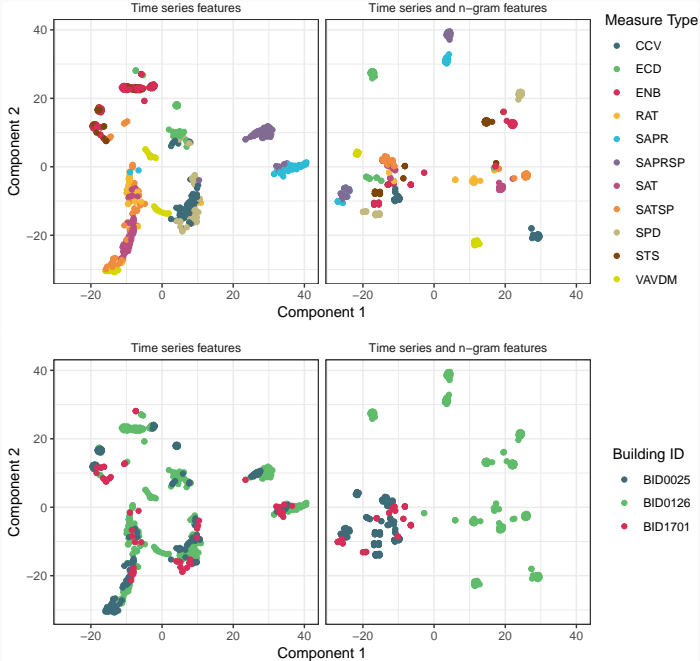 Time series features
Time series and n-gram features
Measure Type
CCV
ECD
ENB
RAT
SAPR
SAPRSP
SAT
SATSP
SPD
STS
VAVDM
Component 2
40
20
0
−20
−20 0 20 40
−20 0 20 40
Component 1
Time series features
Time series and n-gram features
Building ID
BID0025
BID0126
BID1701
Component 2
40
20
0
−20
−20 0 20 40
−20 0 20 40
Component 1